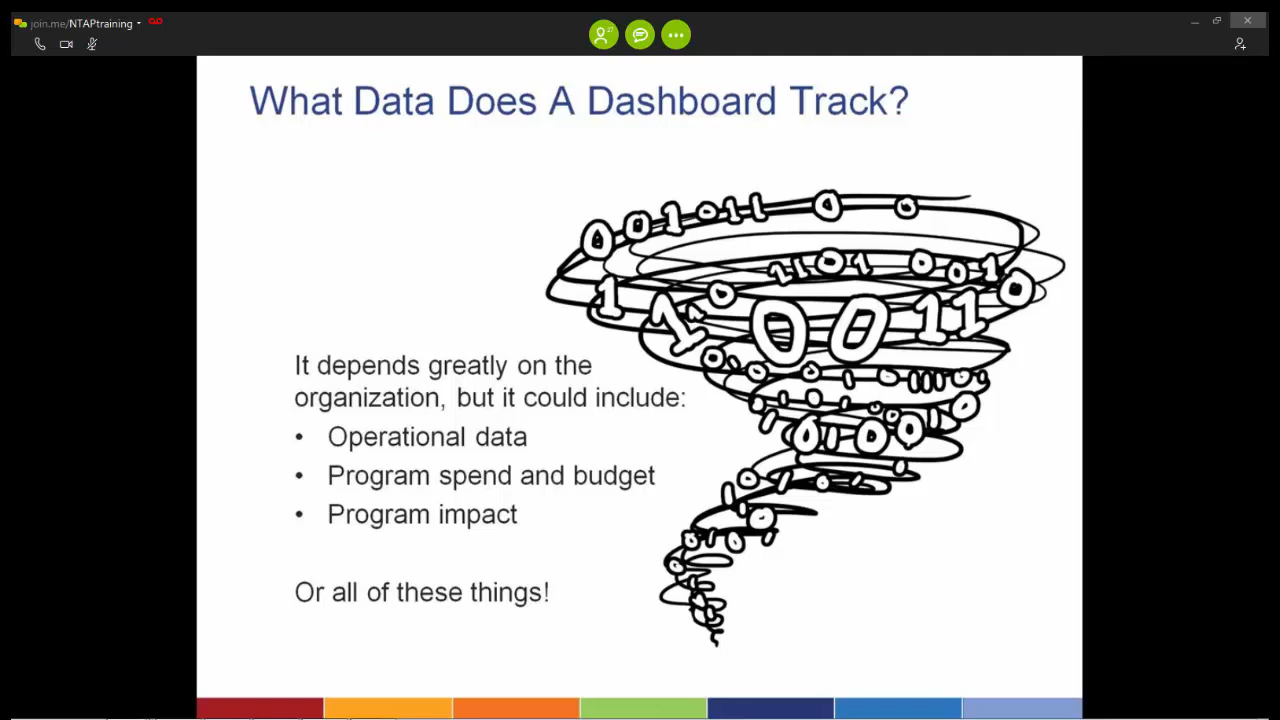 join.me/NTAPtraining
27
What Data Does A Dashboard Track?
It depends greatly on the
organization, but it could include:
• Operational data
• Program spend and budget
• Program impact
Or all of these things!